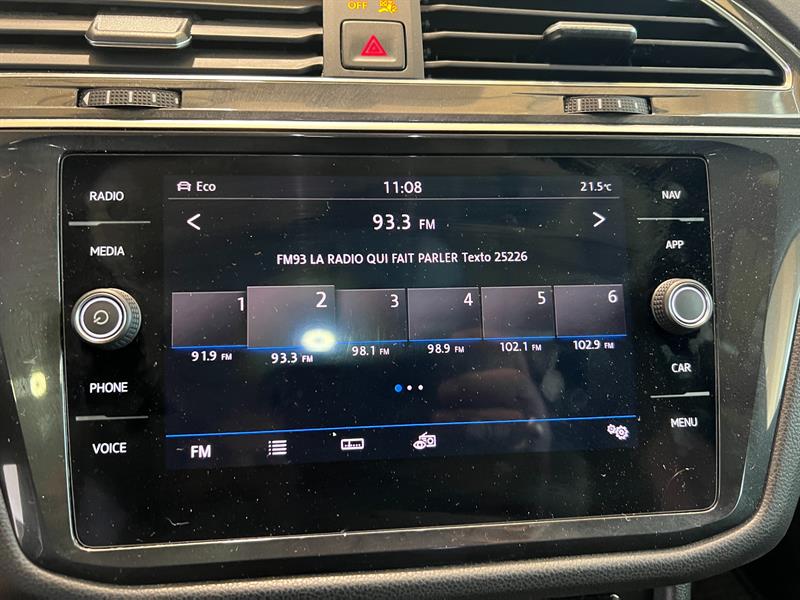 OFF
RADIO
MEDIA
PHONE
VOICE
Eco
11:08
21.5°C
93.3 FM
FM93 LA RADIO QUI FAIT PARLER Texto 25226
1 2 3 4 5 6
91.9 FM 93.3 FM 98.1 FM 98.9 FM 102.1 FM 102.9 FM
FM
NAV
APP
CAR
MENU